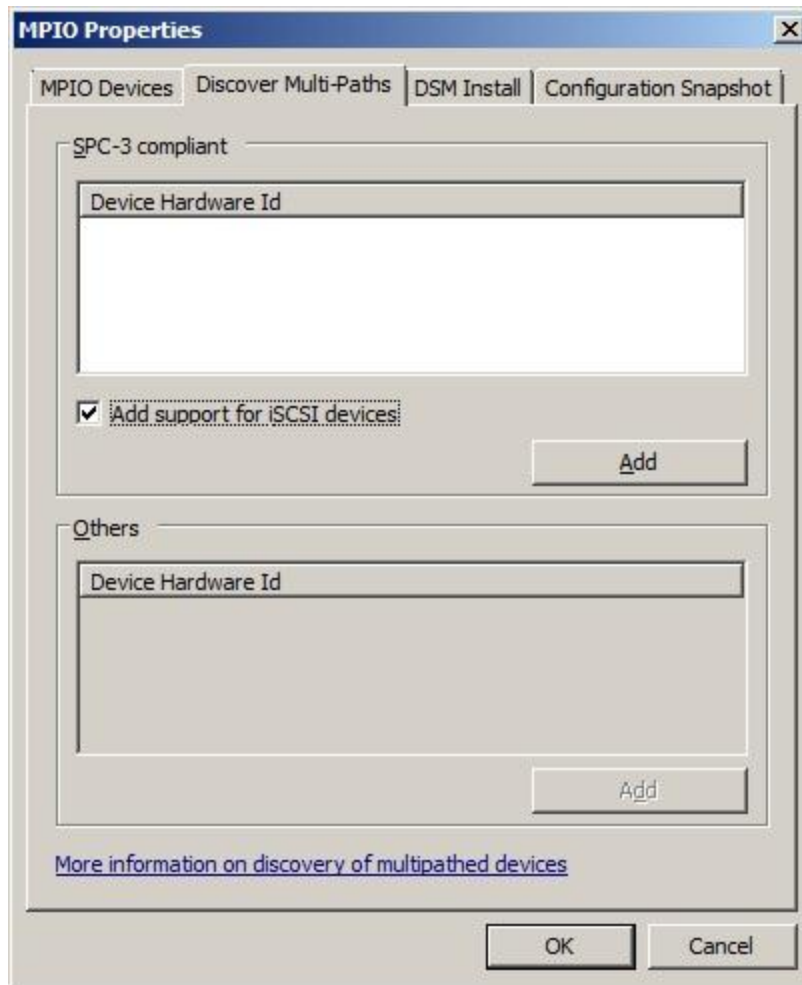 MPIO Properties
MPIO Devices Discover Multi-Paths DSM Install Configuration Snapshot
SPC-3 compliant
Device Hardware Id
Add support for iSCSI devices
Add
Others
Device Hardware Id
Add
More information on discovery of multipathed devices
OK Cancel